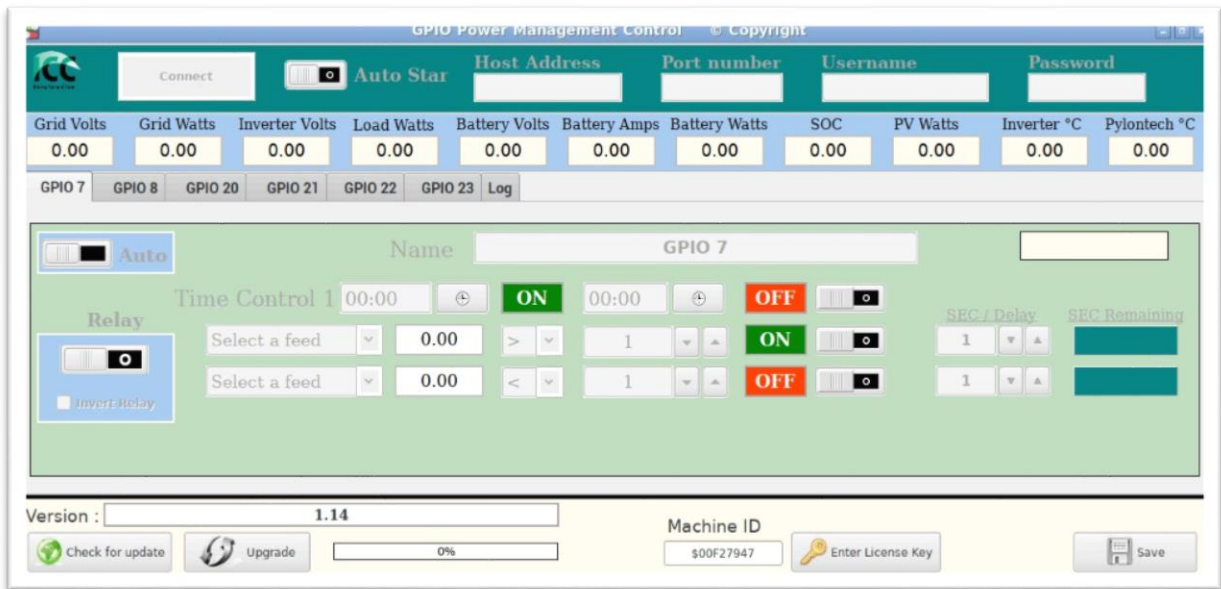 GPIO Power Management Control © Copyright
ICC
Connect
Auto Star
Host Address
Port number
Username
Passwo
Grid Volts Grid Watts Inverter Volts Load Watts Battery Volts Battery Amps Battery Watts SOC PV Watts Inverter °C Pylontech °C
0.00 0.00 0.00 0.00 0.00 0.00 0.00 0.00 0.00 0.00 0.00
GPIO 7 GPIO 8 GPIO 20 GPIO 21 GPIO 22 GPIO 23 Log
Auto
Name GPIO 7
Time Control 1 00:00 ON 00:00 OFF
Relay
SEC / Delay SEC Remaining
Select a feed 0.00 > 1 ON 1
Select a feed 0.00 < 1 OFF 1
Invert-Relay
Version : 1.14
Machine ID
Check for update Upgrade 0% $00F27947 Enter License Key Save